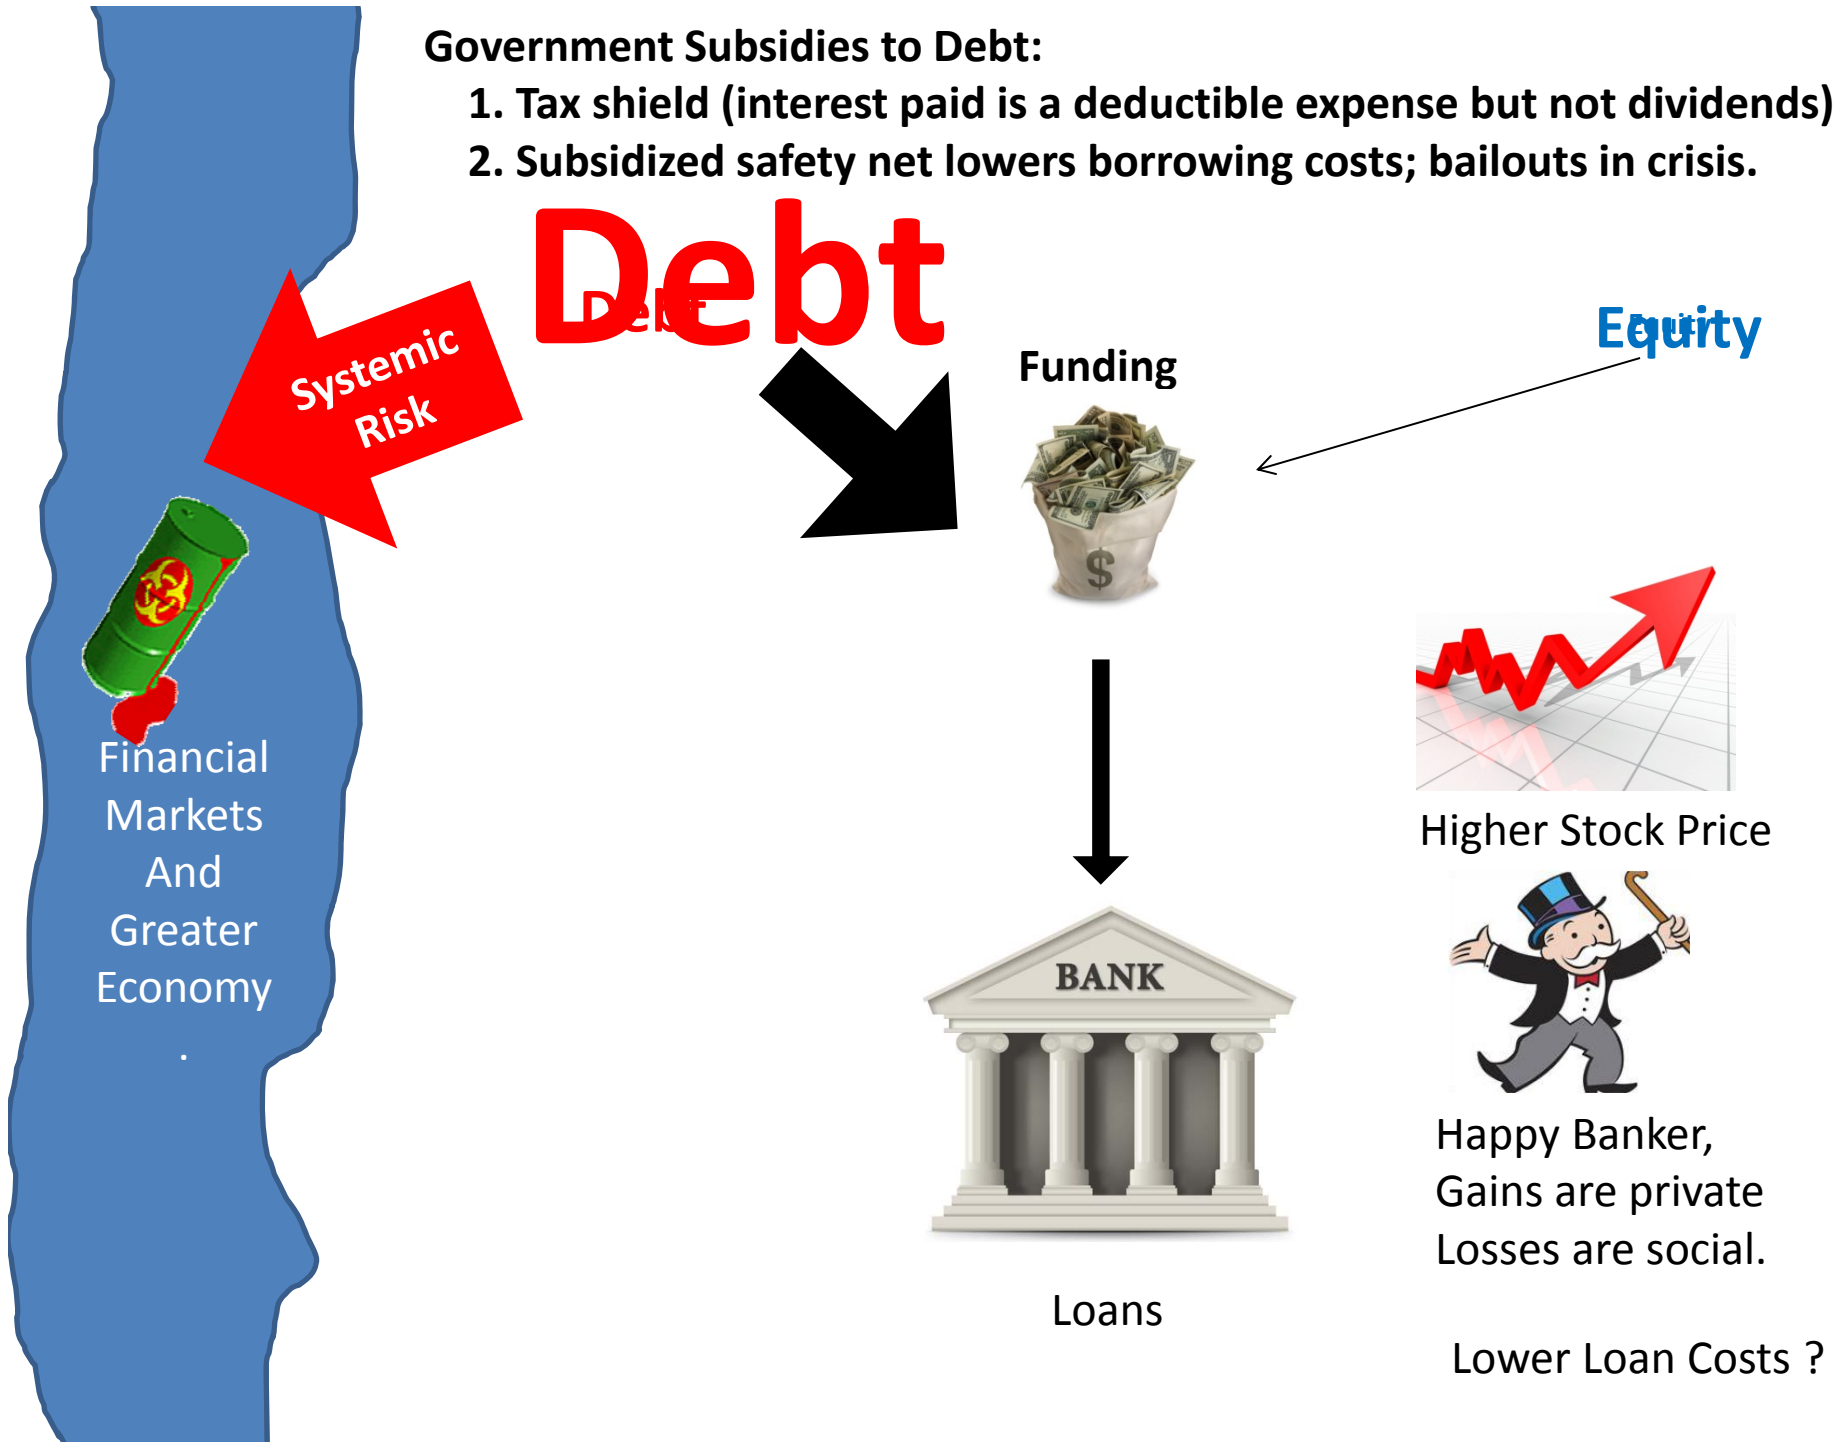 Government Subsidies to Debt:
1. Tax shield (interest paid is a deductible expense but not dividends)
2. Subsidized safety net lowers borrowing costs; bailouts in crisis.
Debt
Debt
Equity
Equity
Systemic
Risk
Funding
$
Financial
Markets
And
Greater
Economy
.
Higher Stock Price
BANK
Happy Banker,
Gains are private
Losses are social.
Loans
Lower Loan Costs ?